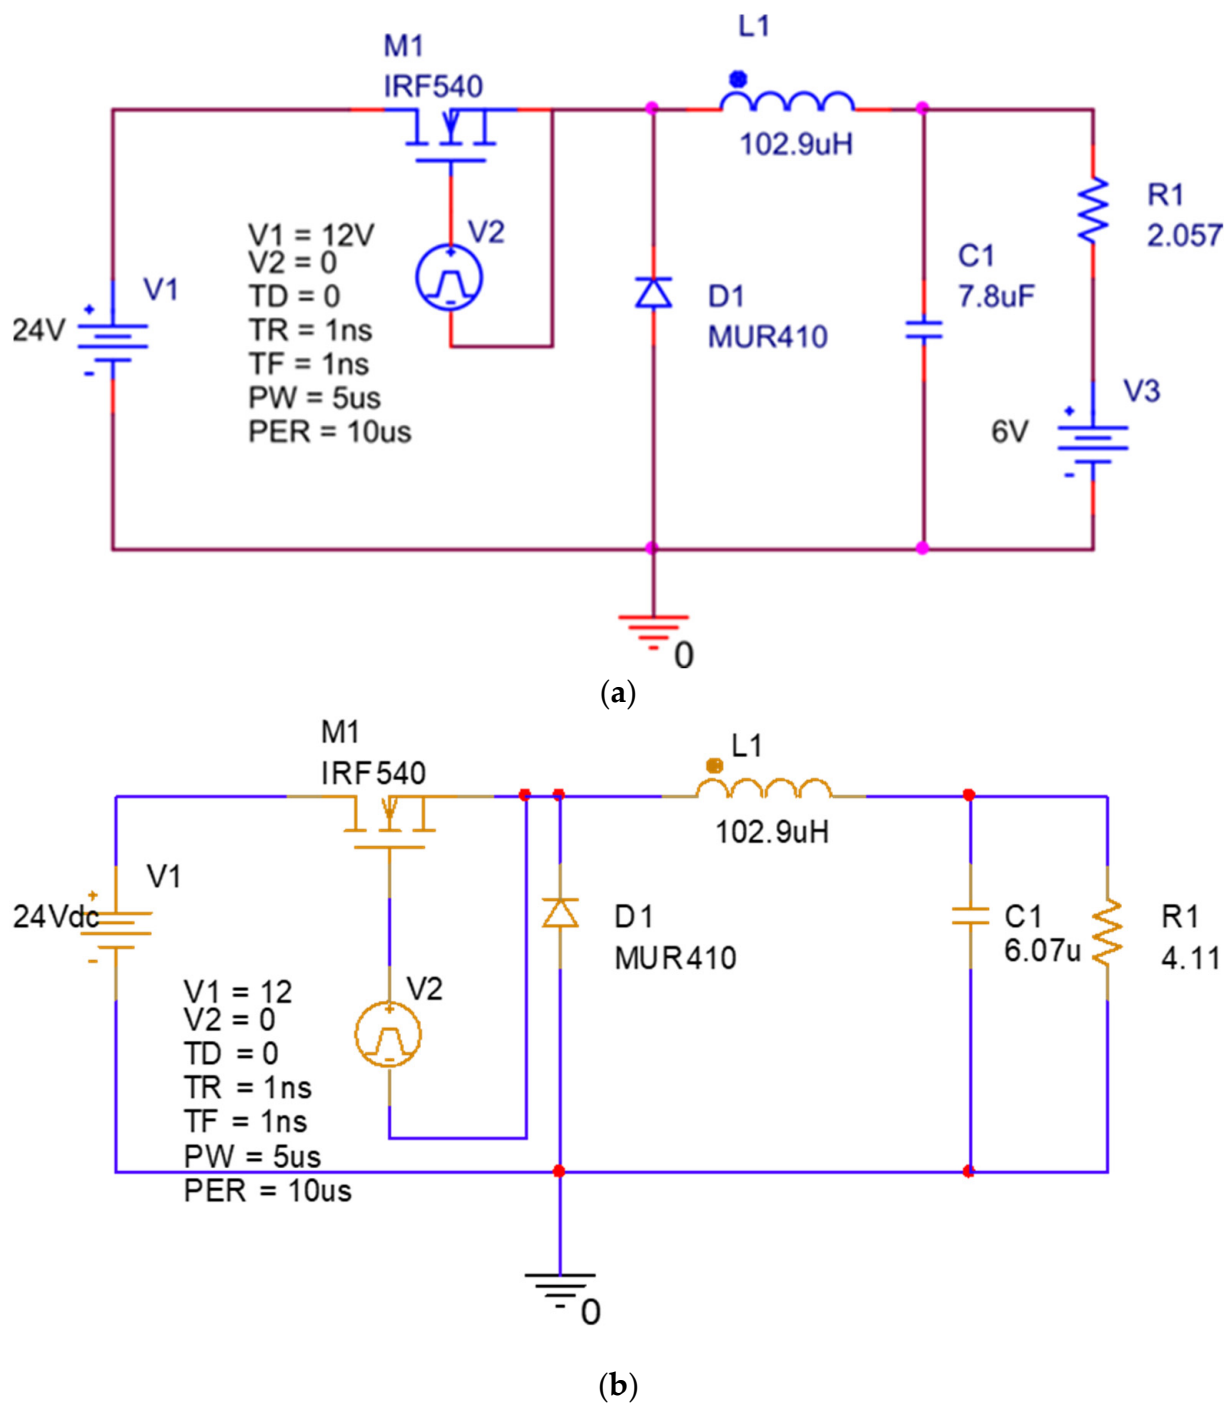 L1
M1
IRF540
102.9uH
R1
2.057
V1 = 12V
V2 = 0
TD = 0
TR = 1ns
TF = 1ns
PW = 5us
PER = 10us
V2
C1
7.8uF
V1
24V
D1
MUR410
V3
6V
0
(a)
M1
IRF540
L1
102.9uH
V1
24Vdc
D1
MUR410
C1
6.07u
R1
4.11
V1 = 12
V2 = 0
TD = 0
TR = 1ns
TF = 1ns
PW = 5us
PER = 10us
V2
0
(b)